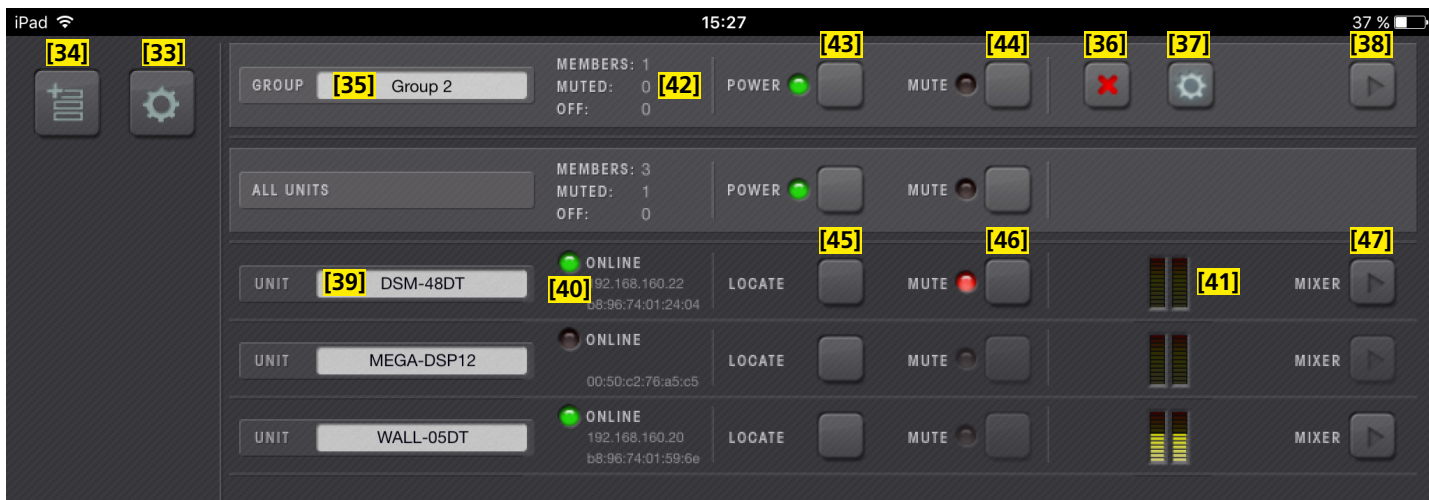 iPad 15:27 37 %
[34] [33] [43] [44] [36] [37] [38]
GROUP [35] Group 2 MEMBERS: 1 POWER MUTE
MUTED: 0 [42]
OFF: 0
ALL UNITS MEMBERS: 3 POWER MUTE
MUTED: 1
OFF: 0
[45] [46] [47]
UNIT [39] DSM-48DT ONLINE LOCATE MUTE [41] MIXER
[40] 92.168.160.22
b8:96:74:01:24:04
UNIT MEGA-DSP12 ONLINE LOCATE MUTE MIXER
00:50:c2:76:a5:c5
UNIT WALL-05DT ONLINE LOCATE MUTE MIXER
192.168.160.20
b8:96:74:01:59:6e